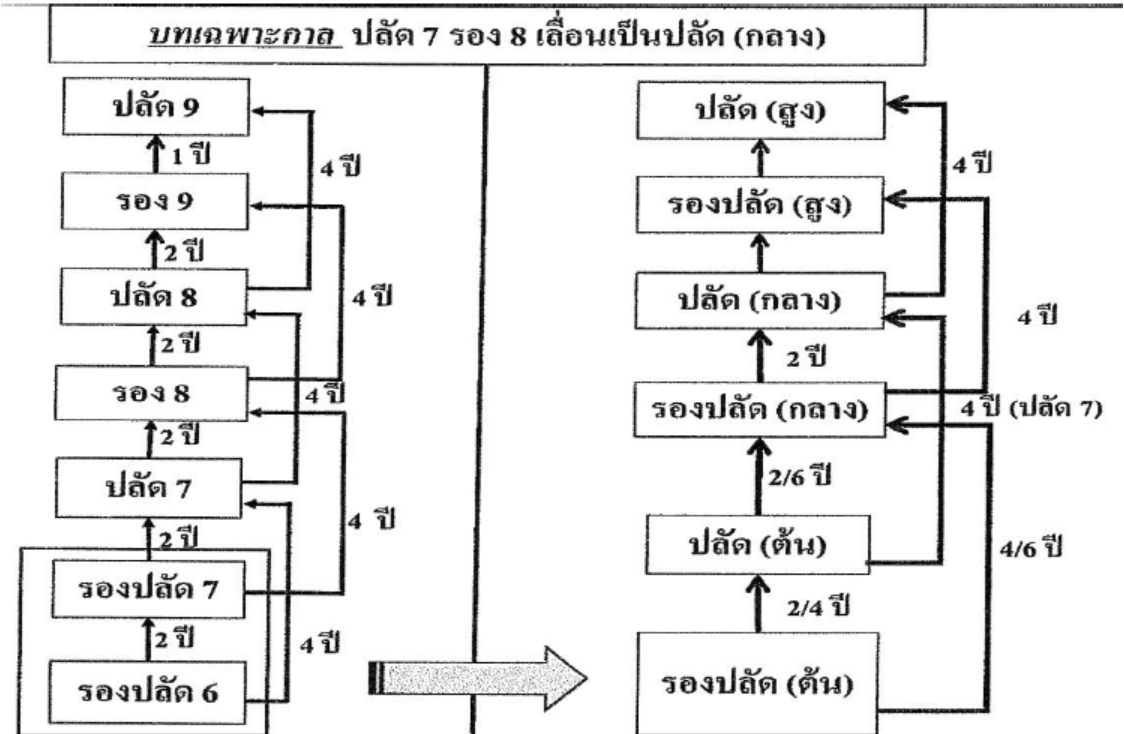 บทเฉพาะกาล ปลัด 7 รอง 8 เลื่อนเป็นปลัด (กลาง)
ปลัด 9
1 ปี
4 ปี
รอง 9
2 ปี
ปลัด 8
4 ปี
2 ปี
รอง 8
4 ปี
2 ปี
ปลัด 7
4 ปี
2 ปี
รองปลัด 7
2 ปี
4 ปี
รองปลัด 6
ปลัด (สูง)
4 ปี
รองปลัด (สูง)
ปลัด (กลาง)
4 ปี
2 ปี
รองปลัด (กลาง)
4 ปี (ปลัด 7)
2/6 ปี
ปลัด (ต้น)
4/6 ปี
2/4 ปี
รองปลัด (ต้น)